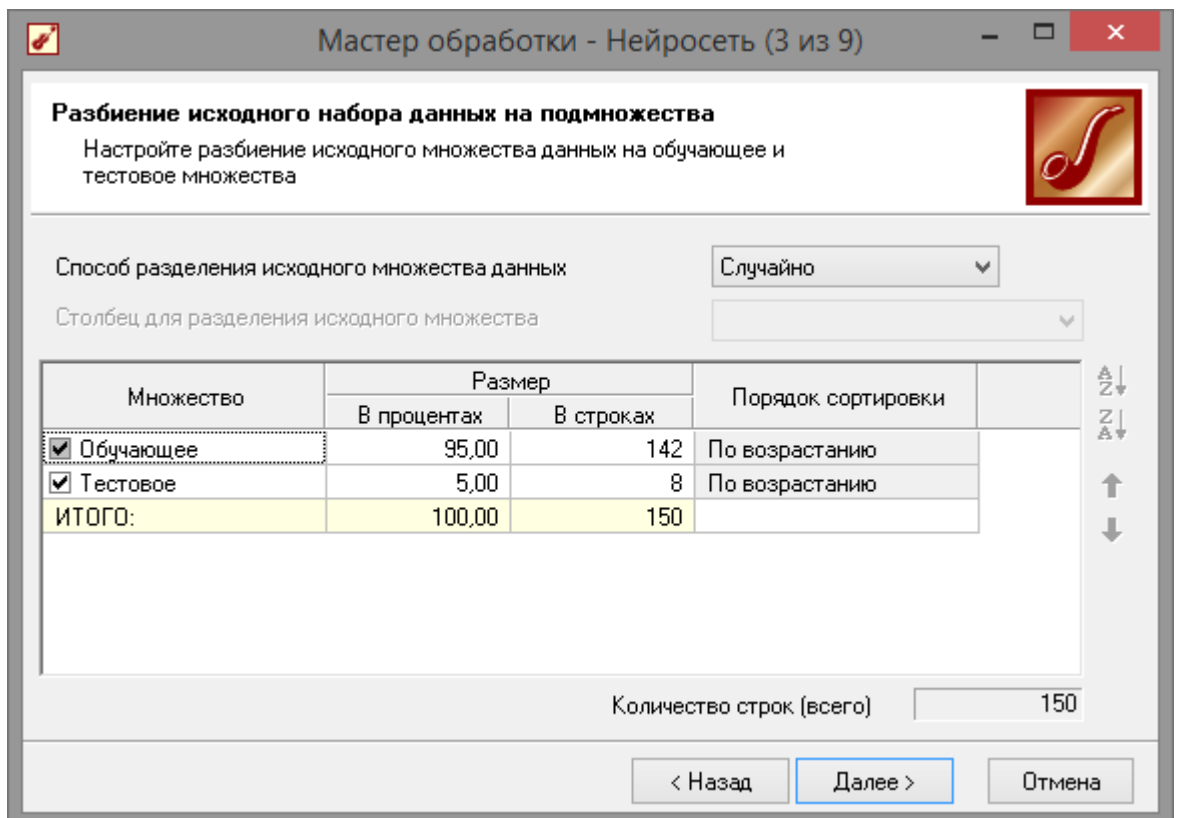 Мастер обработки - Нейросеть (3 из 9)
Разбиение исходного набора данных на подмножества
Настройте разбиение исходного множества данных на обучающее и
тестовое множества
Способ разделения исходного множества данных Случайно
Столбец для разделения исходного множества
Множество Размер Порядок сортировки
В процентах В строках
Обучающее 95,00 142 По возрастанию
Тестовое 5,00 8 По возрастанию
ИТОГО: 100,00 150
A
Z
Z
A
Количество строк (всего) 150
< Назад Далее > Отмена